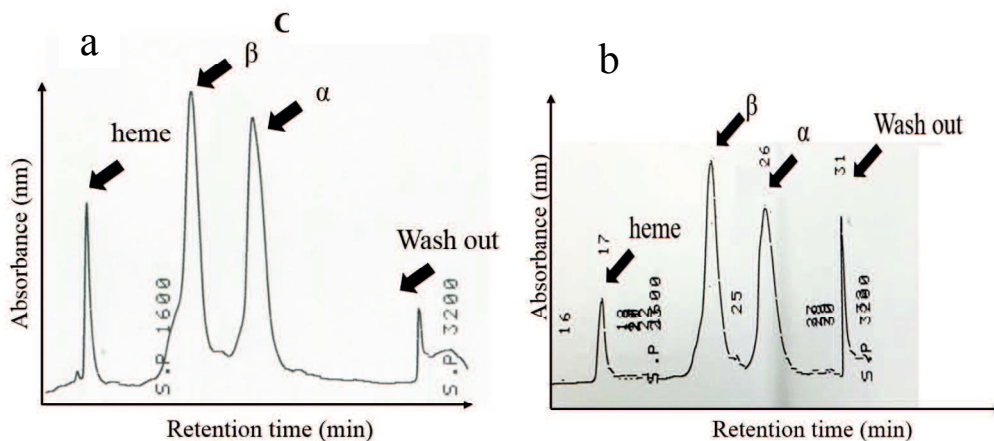 a
C
β
α
heme
Wash out
S.P 1600
S.P 3200
Absorbance (nm)
Retention time (min)
b
β
α
Wash out
heme
16
17
25
26
31
30
S.P
S.P
Absorbance (nm)
Retention time (min)